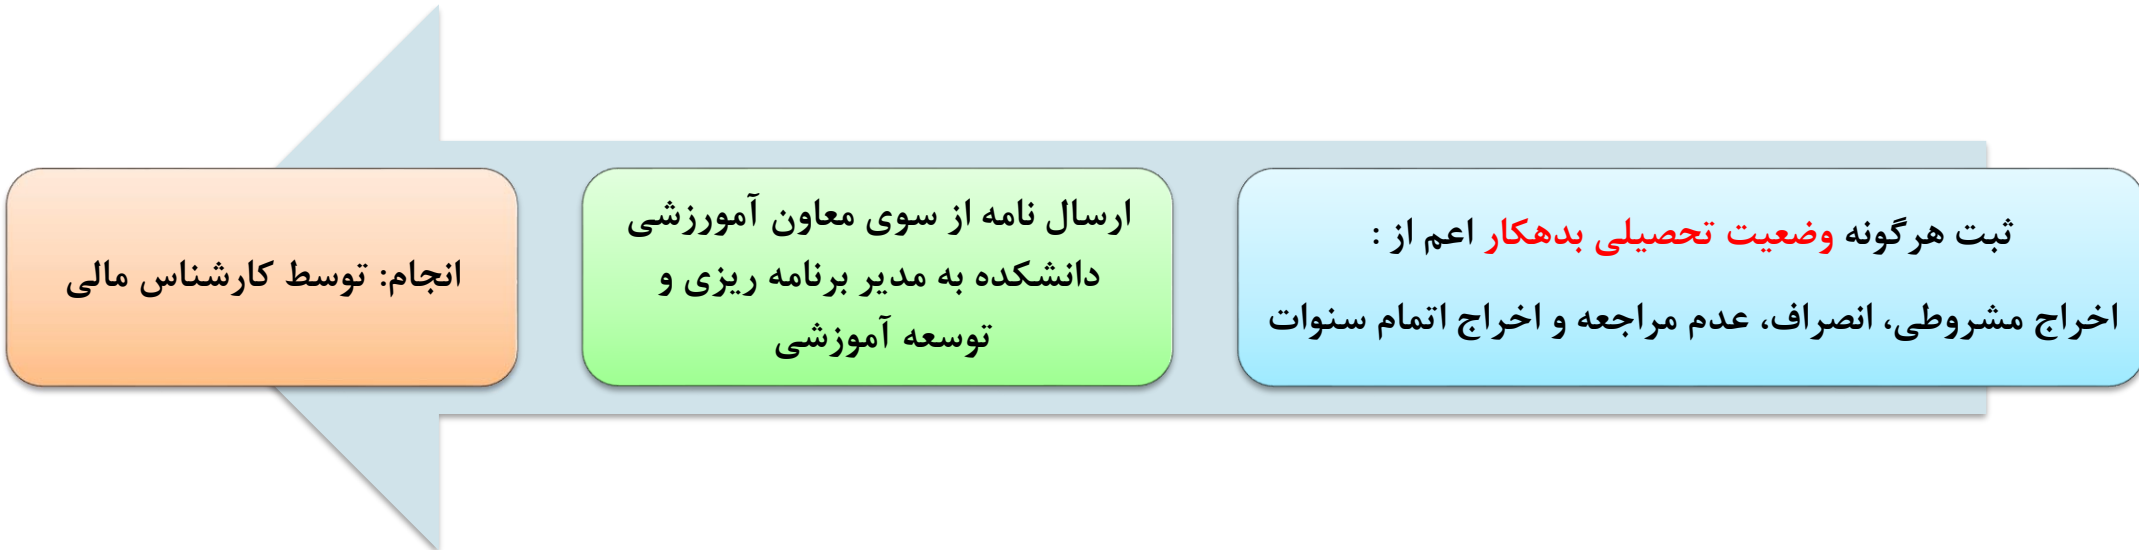 ثبت هرگونه وضعیت تحصیلی بدهکار اعم از :
اخراج مشروطی، انصراف، عدم مراجعه و اخراج اتمام سنوات
ارسال نامه از سوی معاون آمورزشی
دانشکده به مدیر برنامه ریزی و
توسعه آموزشی
انجام: توسط کارشناس مالی